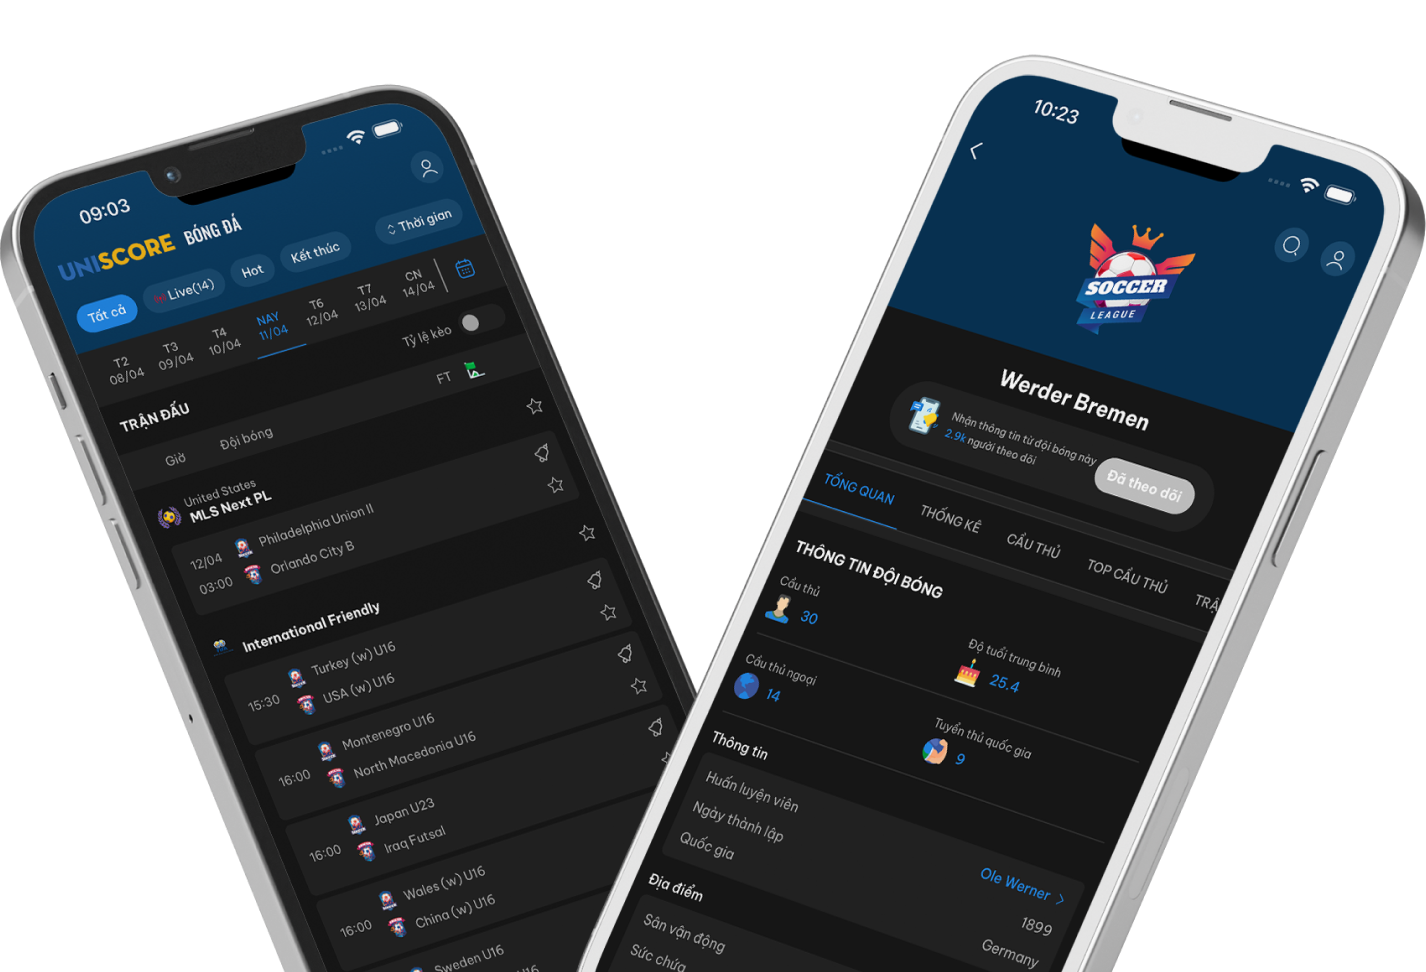 09:03
UNISCORE BÓNG ĐÁ
Tất cả
Live(14)
Hot
Kết thúc
Thời gian
T2
08/04
T3
09/04
T4
10/04
NAY
11/04
T6
12/04
T7
13/04
CN
14/04
Tỷ lệ kèo
TRẬN ĐẤU
FT
Giờ
Đội bóng
United States
MLS Next PL
12/04
03:00
Philadelphia Union II
Orlando City B
International Friendly
15:30
Turkey (w) U16
USA (w) U16
16:00
Montenegro U16
North Macedonia U16
16:00
Japan U23
Iraq Futsal
16:00
Wales (w) U16
China (w) U16
Sweden U16
10:23
SOCCER
LEAGUE
Werder Bremen
Nhận thông tin từ đội bóng này
2.9k người theo dõi
Đã theo dõi
TỔNG QUAN
THỐNG KÊ
CẦU THỦ
TOP CẦU THỦ
TRẬ
THÔNG TIN ĐỘI BÓNG
Cầu thủ
30
Độ tuổi trung bình
25.4
Cầu thủ ngoại
14
Tuyển thủ quốc gia
9
Thông tin
Huấn luyện viên
Ole Werner
Ngày thành lập
1899
Quốc gia
Germany
Địa điểm
Sân vận động
Sức chứa